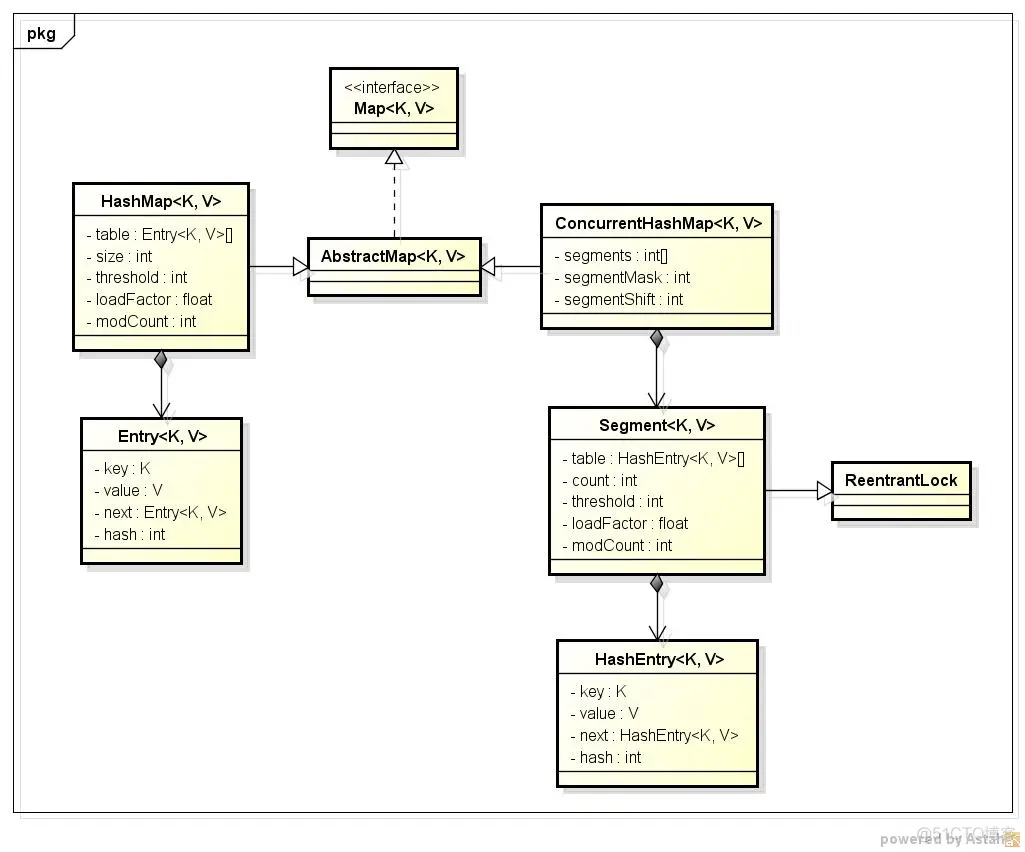 pkg
<<interface>>
Map<K, V>
HashMap<K, V>
- table : Entry<K, V>[]
- size : int
- threshold : int
- loadFactor : float
- modCount : int
AbstractMap<K, V>
ConcurrentHashMap<K, V>
- segments : int[]
- segmentMask : int
- segmentShift : int
Entry<K, V>
- key : K
- value : V
- next : Entry<K, V>
- hash : int
Segment<K, V>
- table : HashEntry<K, V>[]
- count : int
- threshold : int
- loadFactor : float
- modCount : int
ReentrantLock
HashEntry<K, V>
- key : K
- value : V
- next : HashEntry<K, V>
- hash : int
@51CTO博客
powered by Astah